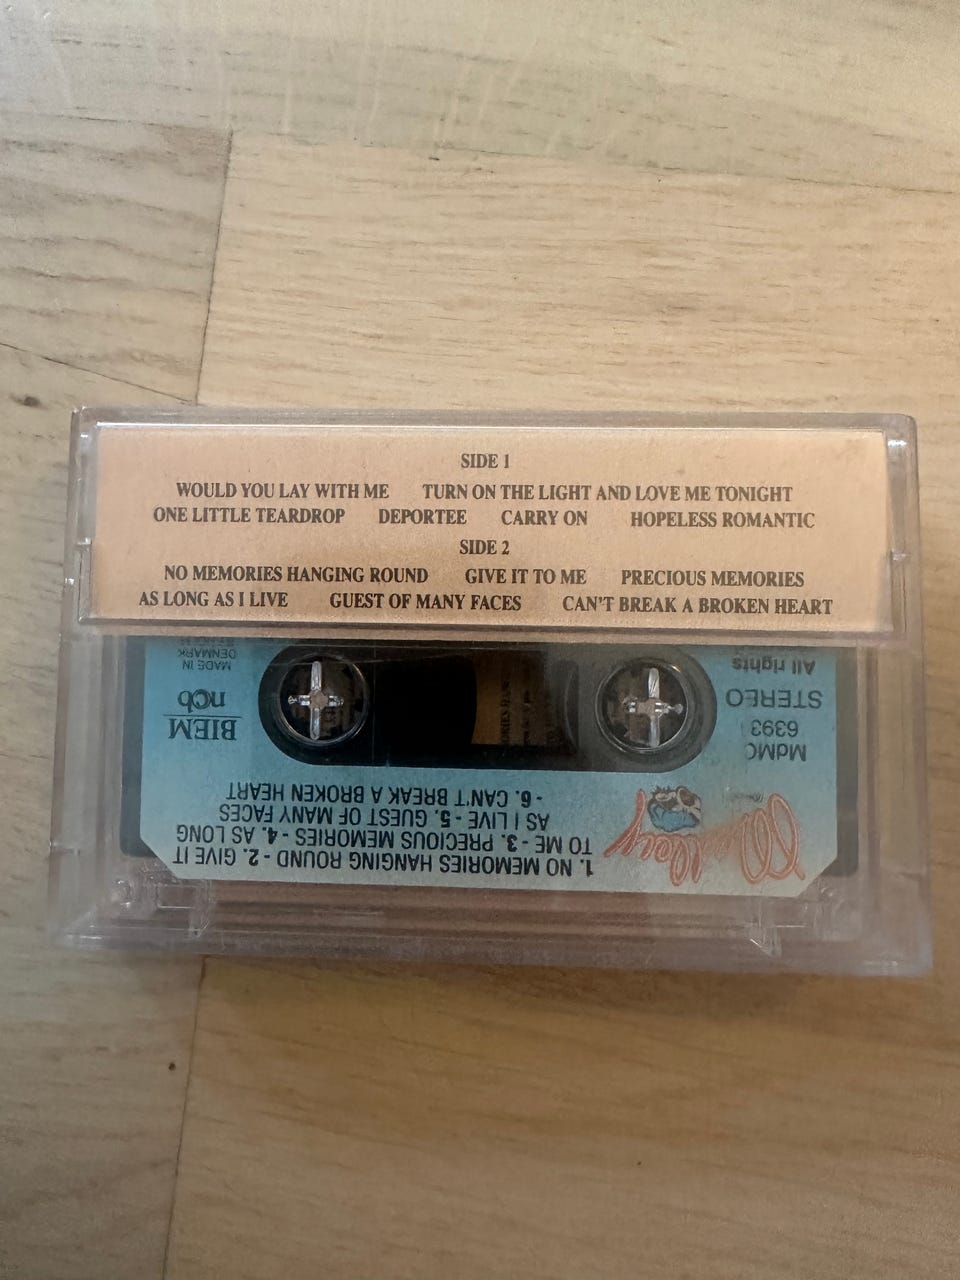 SIDE 1
WOULD YOU LAY WITH ME TURN ON THE LIGHT AND LOVE ME TONIGHT
ONE LITTLE TEARDROP DEPORTEE CARRY ON HOPELESS ROMANTIC
SIDE 2
NO MEMORIES HANGING ROUND GIVE IT TO ME PRECIOUS MEMORIES
AS LONG AS I LIVE GUEST OF MANY FACES CAN'T BREAK A BROKEN HEART
1. NO MEMORIES HANGING ROUND - 2. GIVE IT
TO ME - 3. PRECIOUS MEMORIES - 4. AS LONG
AS I LIVE - 5. GUEST OF MANY FACES
- 6. CAN'T BREAK A BROKEN HEART
MdMC
6393
STEREO
All rights
BIEM
ncb
MADE IN
DENMARK